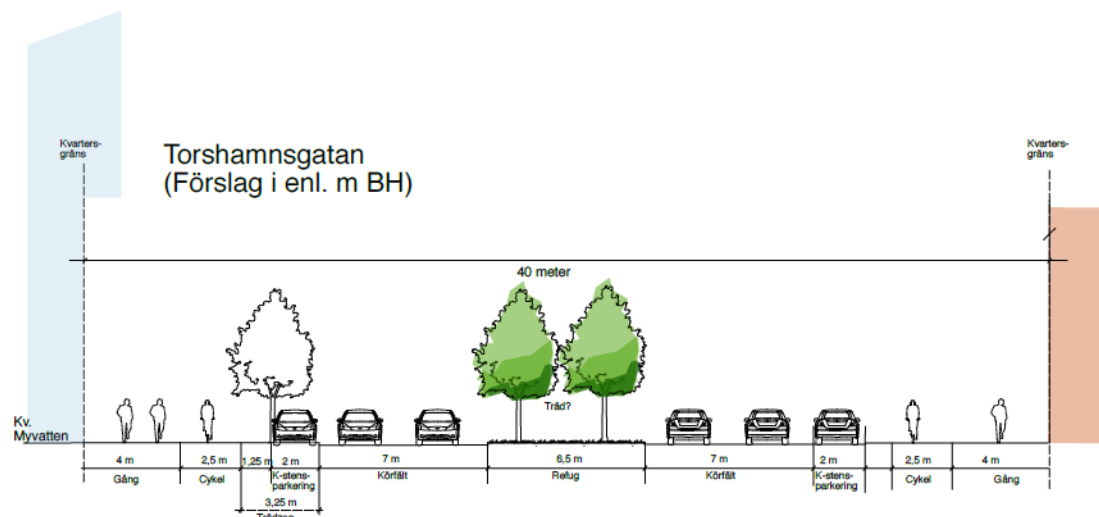 Kvarters-
gräns
Kvarters-
gräns
Torshamnsgatan
(Förslag i enl. m BH)
40 meter
Träd?
Kv.
Myvatten
4 m
2,5 m
1,25 m
2 m
7 m
6,5 m
7 m
2 m
2,5 m
4 m
Gång
Cykel
K-stens-
parkering
Körfält
Refug
Körfält
K-stens-
parkering
Cykel
Gång
3,25 m